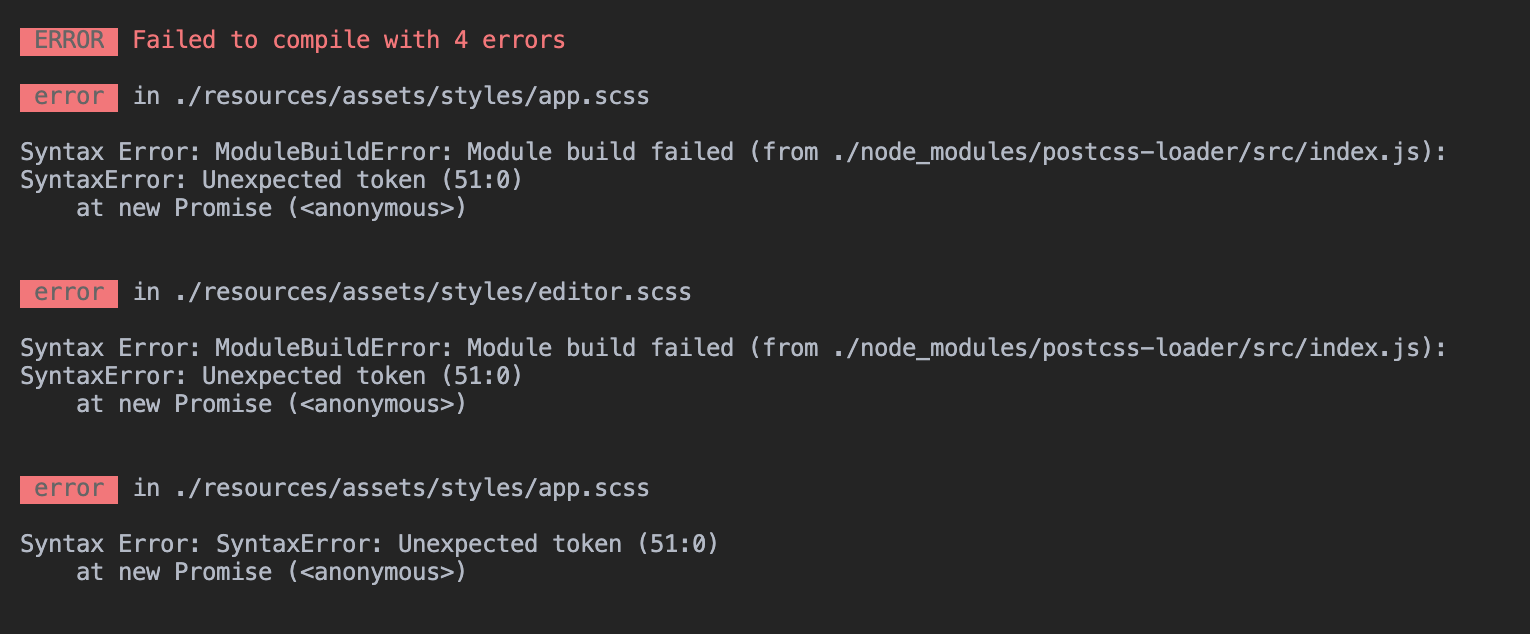 ERROR Failed to compile with 4 errors
error in ./resources/assets/styles/app.scss
Syntax Error: ModuleBuildError: Module build failed (from ./node_modules/postcss-loader/src/index.js):
SyntaxError: Unexpected token (51:0)
    at new Promise (<anonymous>)
error in ./resources/assets/styles/editor.scss
Syntax Error: ModuleBuildError: Module build failed (from ./node_modules/postcss-loader/src/index.js):
SyntaxError: Unexpected token (51:0)
    at new Promise (<anonymous>)
error in ./resources/assets/styles/app.scss
Syntax Error: SyntaxError: Unexpected token (51:0)
    at new Promise (<anonymous>)